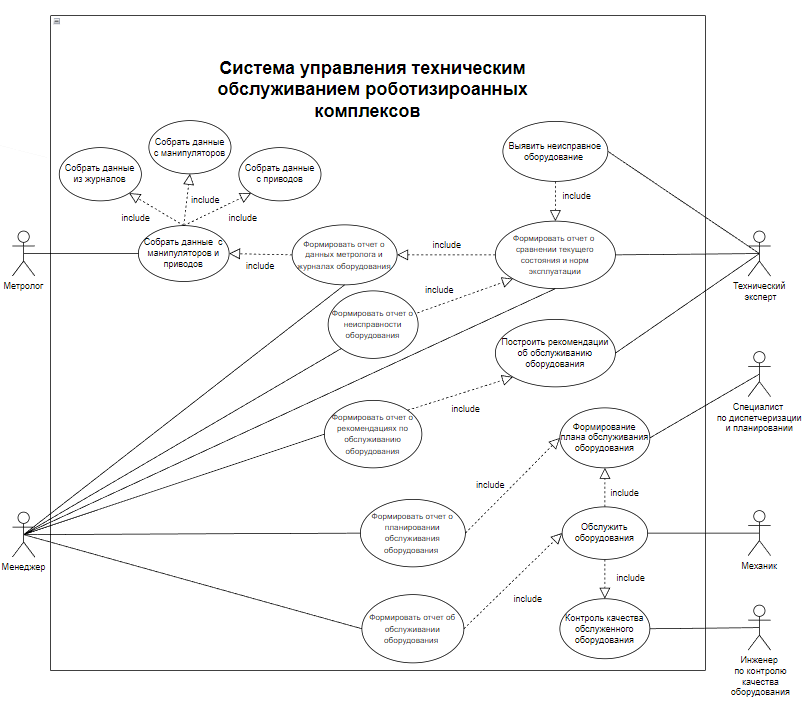 Система управления техническим
обслуживанием роботизироанных
комплексов
Собрать данные
с манипуляторов
Собрать данные
из журналов
Собрать данные
с приводов
Выявить неисправное
оборудование
include
include
include
include
Собрать данные с
манипуляторов и
приводов
include
Формировать отчет о
данных метролога и
журналах оборудования
include
Формировать отчет о
сравнении текущего
состояния и норм
эксплуатации
Метролог
Технический
эксперт
include
Формировать отчет о
неисправности
оборудования
Построить рекомендации
об обслуживанию
оборудования
include
Формировать отчет о
рекомендациях по
обслуживанию
оборудования
Специалист
по диспетчеризации
и планировании
Формирование
плана обслуживания
оборудования
include
include
Формировать отчет о
планировании
обслуживания
оборудования
Обслужить
оборудования
Менеджер
Механик
include
include
Формировать отчет об
обслуживании
оборудования
Контроль качества
обслуженного
оборудования
Инженер
по контролю
качества
оборудования